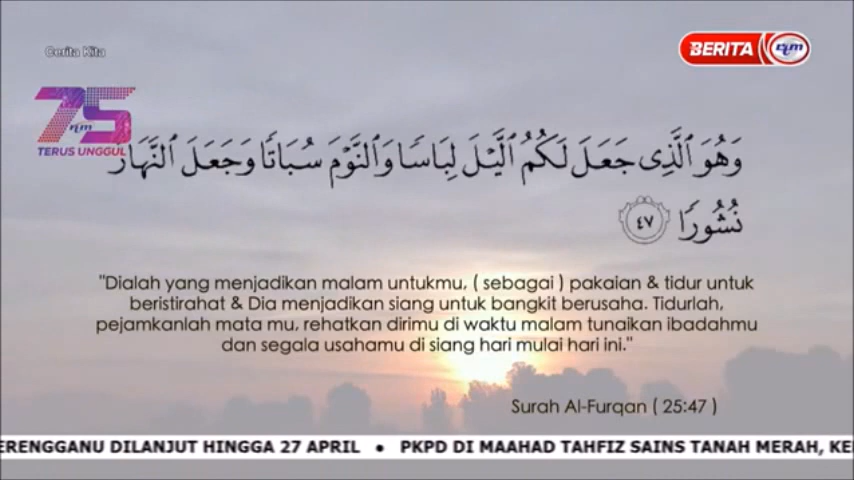 Cerita Kita
BERITA rtm
75
rtm
TERUS UNGGUL
وَهُوَ ٱلَّذِى جَعَلَ لَكُمُ ٱلَّيْلَ لِبَاسًا وَٱلنَّوْمَ سُبَاتًا وَجَعَلَ ٱلنَّهَارَ
نُشُورًا ٤٧
"Dialah yang menjadikan malam untukmu, ( sebagai ) pakaian & tidur untuk
beristirahat & Dia menjadikan siang untuk bangkit berusaha. Tidurlah,
pejamkanlah mata mu, rehatkan dirimu di waktu malam tunaikan ibadahmu
dan segala usahamu di siang hari mulai hari ini."
Surah Al-Furqan ( 25:47 )
ERENGGANU DILANJUT HINGGA 27 APRIL • PKPD DI MAAHAD TAHFIZ SAINS TANAH MERAH, KE